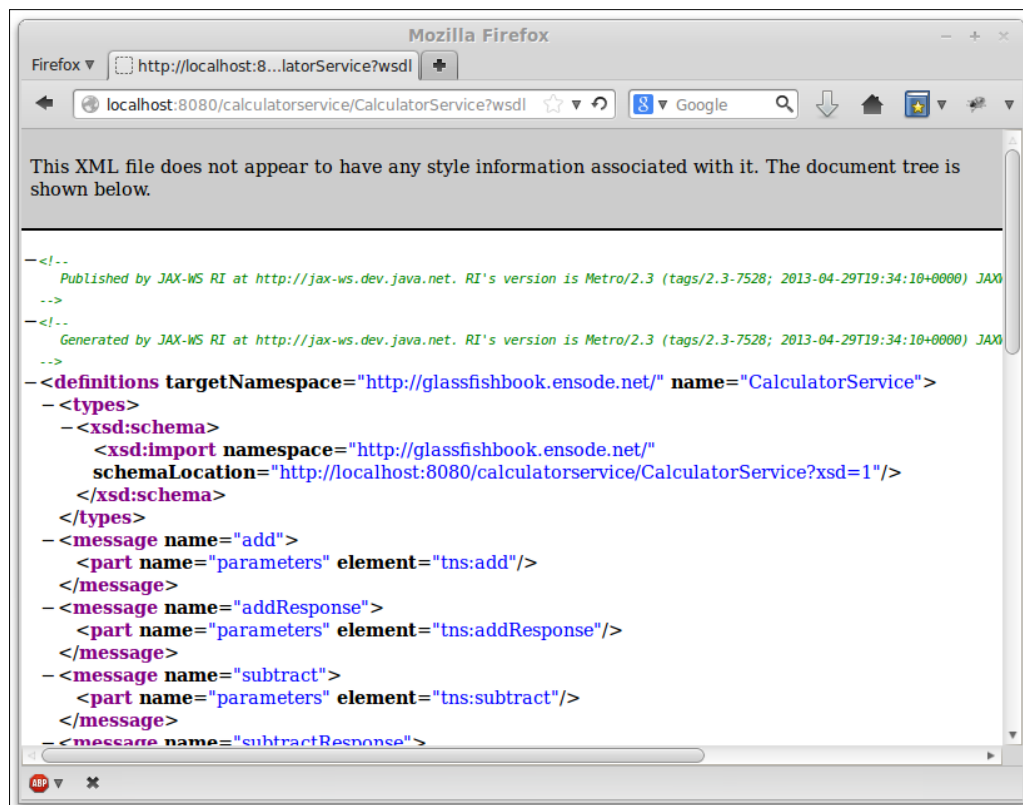 Mozilla Firefox
Firefox
http://localhost:8...latorService?wsdl
localhost:8080/calculatorservice/CalculatorService?wsdl
8 Google
This XML file does not appear to have any style information associated with it. The document tree is
shown below.
−<!--
Published by JAX-WS RI at http://jax-ws.dev.java.net. RI's version is Metro/2.3 (tags/2.3-7528; 2013-04-29T19:34:10+0000)
-->
−<!--
Generated by JAX-WS RI at http://jax-ws.dev.java.net. RI's version is Metro/2.3 (tags/2.3-7528; 2013-04-29T19:34:10+0000)
-->
−<definitions targetNamespace="http://glassfishbook.ensode.net/" name="CalculatorService">
−<types>
−<xsd:schema>
<xsd:import namespace="http://glassfishbook.ensode.net/"
schemaLocation="http://localhost:8080/calculatorservice/CalculatorService?xsd=1"/>
</xsd:schema>
</types>
−<message name="add">
<part name="parameters" element="tns:add"/>
</message>
−<message name="addResponse">
<part name="parameters" element="tns:addResponse"/>
</message>
−<message name="subtract">
<part name="parameters" element="tns:subtract"/>
</message>
−<message name="subtractResponse">
ABP